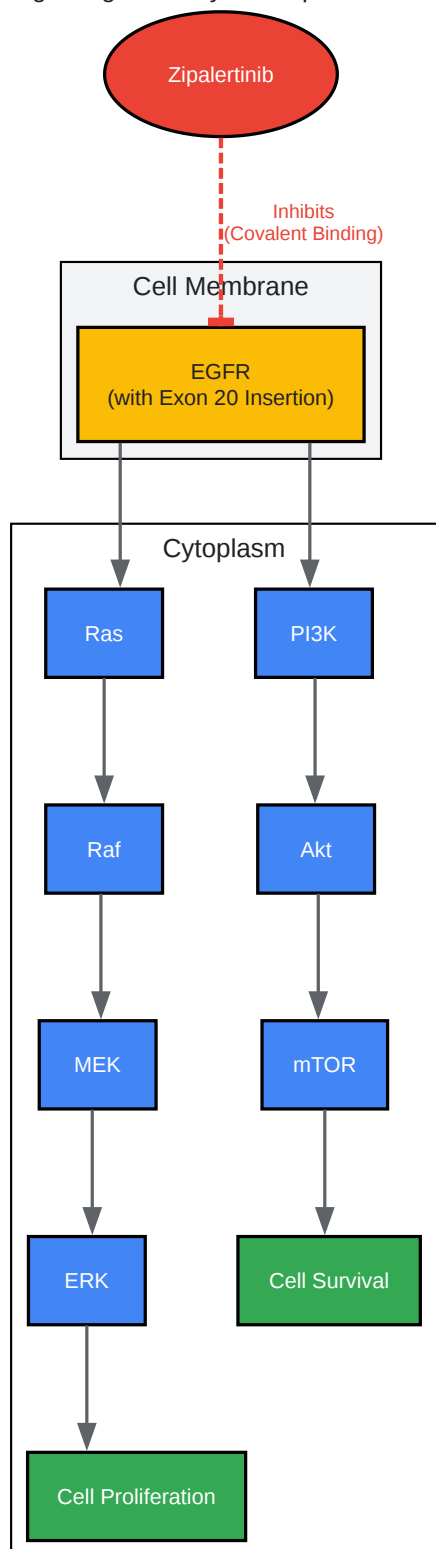 Zipalertinib
Inhibits
(Covalent Binding)
Cell Membrane
EGFR
(with Exon 20 Insertion)
Cytoplasm
Ras
PI3K
Raf
Akt
MEK
mTOR
ERK
Cell Survival
Cell Proliferation